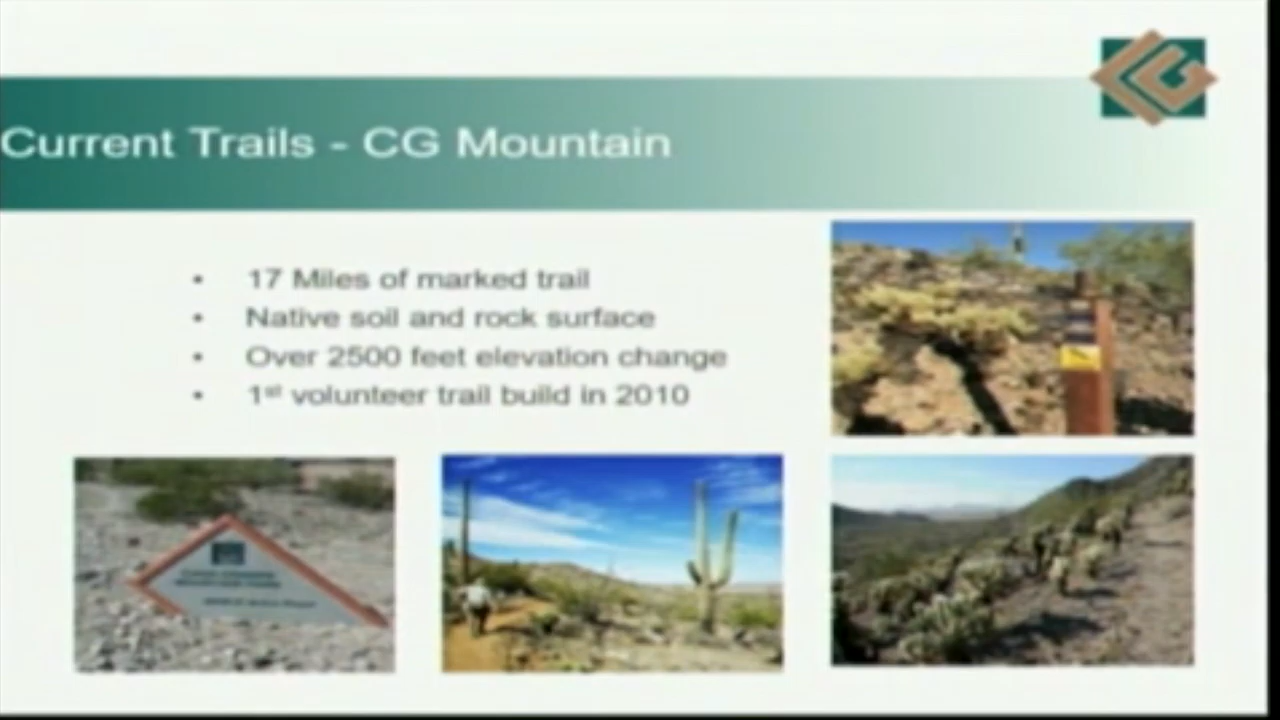 Current Trails - CG Mountain
• 17 Miles of marked trail
• Native soil and rock surface
• Over 2500 feet elevation change
• 1st volunteer trail build in 2010